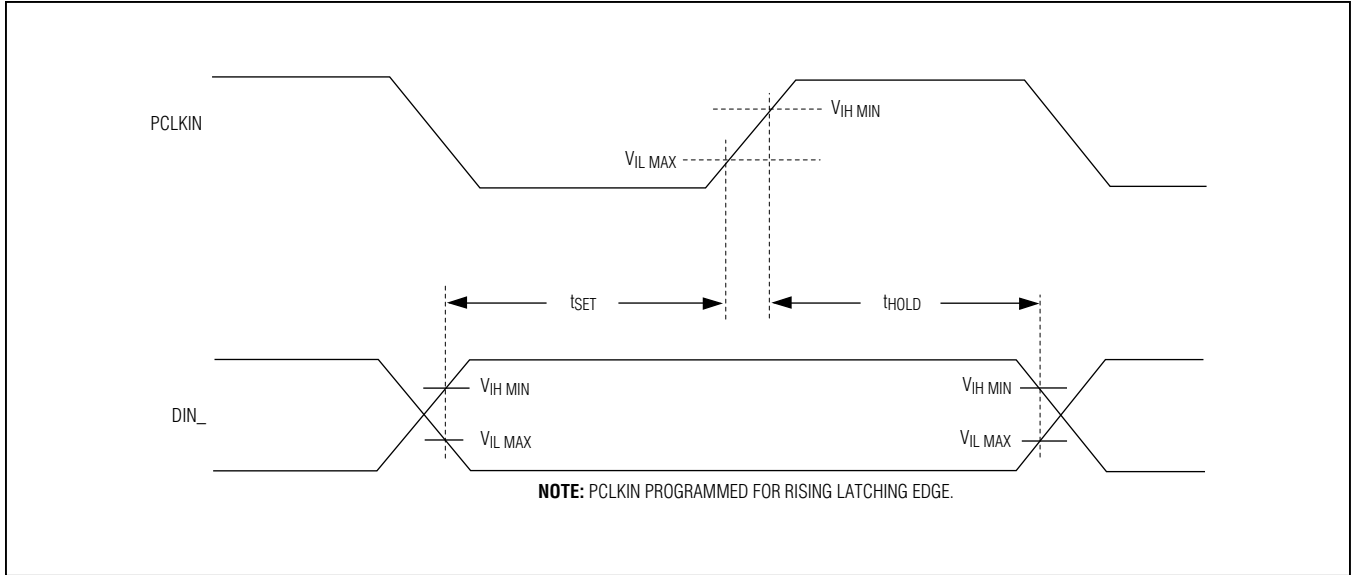 PCLKIN
VIH MIN
VIL MAX
tSET
tHOLD
DIN_
VIH MIN
VIH MIN
VIL MAX
VIL MAX
NOTE: PCLKIN PROGRAMMED FOR RISING LATCHING EDGE.